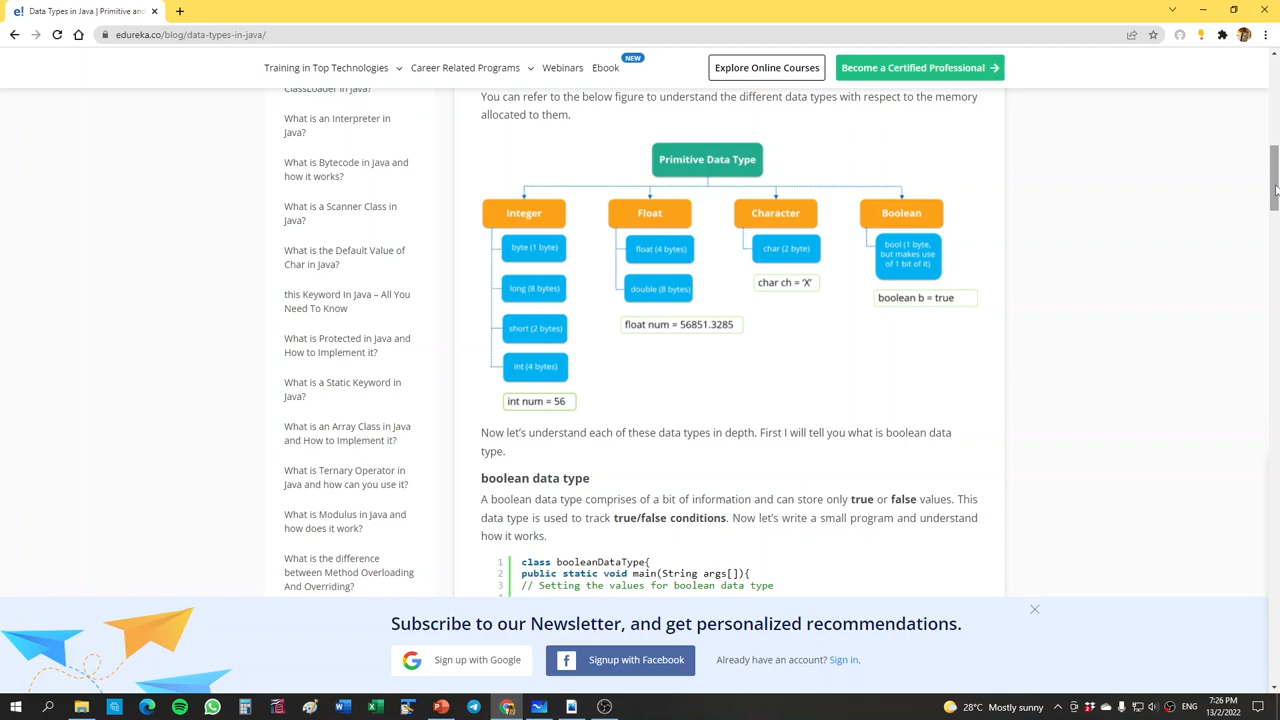 Data Types in Java | Primitive and
edureka.co/blog/data-types-in-java/
NEW
Training in Top Technologies
Career Related Programs
Webinars
Ebook
Explore Online Courses
Become a Certified Professional
ClassLoader in Java?
What is an Interpreter in
Java?
What is Bytecode in Java and
how it works?
What is a Scanner Class in
Java?
What is the Default Value of
Char in Java?
this Keyword In Java – All You
Need To Know
What is Protected in Java and
How to Implement it?
What is a Static Keyword in
Java?
What is an Array Class in Java
and How to Implement it?
What is Ternary Operator in
Java and how can you use it?
What is Modulus in Java and
how does it work?
What is the difference
between Method Overloading
And Overriding?
You can refer to the below figure to understand the different data types with respect to the memory
allocated to them.
Primitive Data Type
Integer
byte (1 byte)
long (8 bytes)
short (2 bytes)
int (4 bytes)
int num = 56
Float
float (4 bytes)
double (8 bytes)
float num = 56851.3285
Character
char (2 byte)
char ch = ‘X’
Boolean
bool (1 byte,
but makes use
of 1 bit of it)
boolean b = true
Now let’s understand each of these data types in depth. First I will tell you what is boolean data
type.
boolean data type
A boolean data type comprises of a bit of information and can store only true or false values. This
data type is used to track true/false conditions. Now let’s write a small program and understand
how it works.
1 class booleanDataType{
2 public static void main(String args[]){
3 // Setting the values for boolean data type
Subscribe to our Newsletter, and get personalized recommendations.
Sign up with Google
Signup with Facebook
Already have an account? Sign in.
28°C Mostly sunny
7:26 PM
13/2/2022